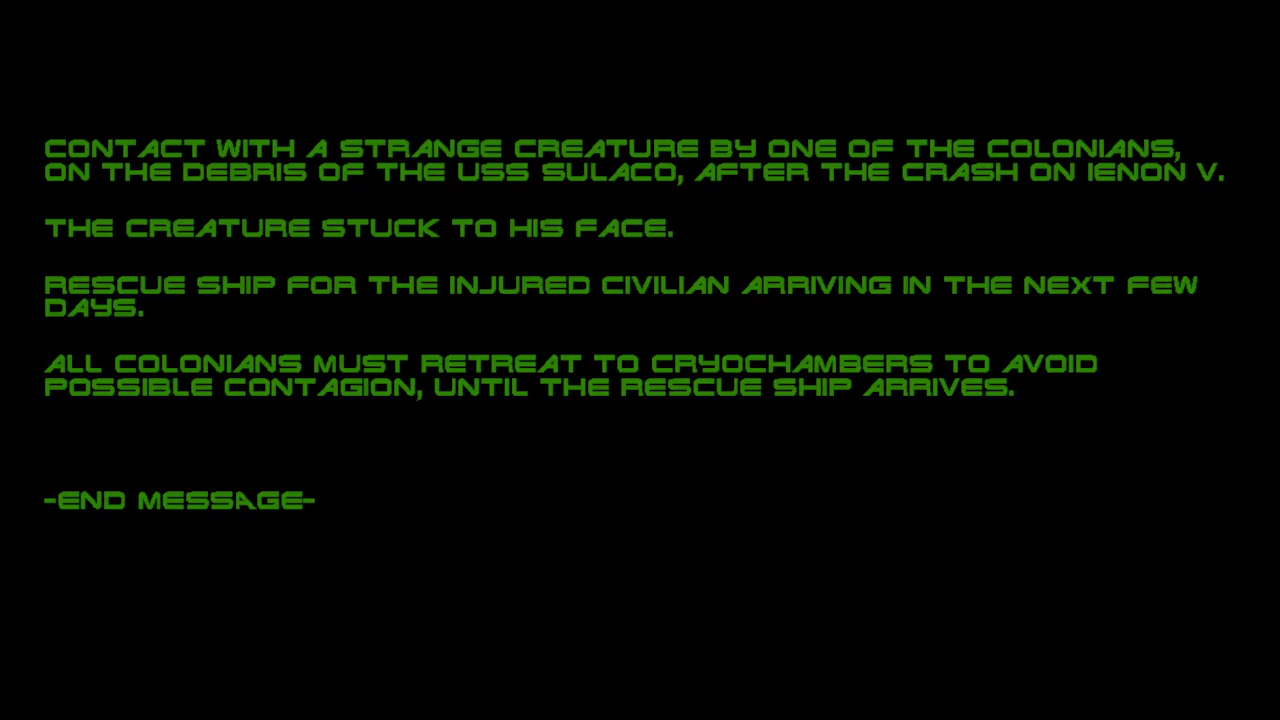 CONTACT WITH A STRANGE CREATURE BY ONE OF THE COLONIANS,
ON THE DEBRIS OF THE USS SULACO, AFTER THE CRASH ON IENON V.
THE CREATURE STUCK TO HIS FACE.
RESCUE SHIP FOR THE INJURED CIVILIAN ARRIVING IN THE NEXT FEW
DAYS.
ALL COLONIANS MUST RETREAT TO CRYOCHAMBERS TO AVOID
POSSIBLE CONTAGION, UNTIL THE RESCUE SHIP ARRIVES.
-END MESSAGE-